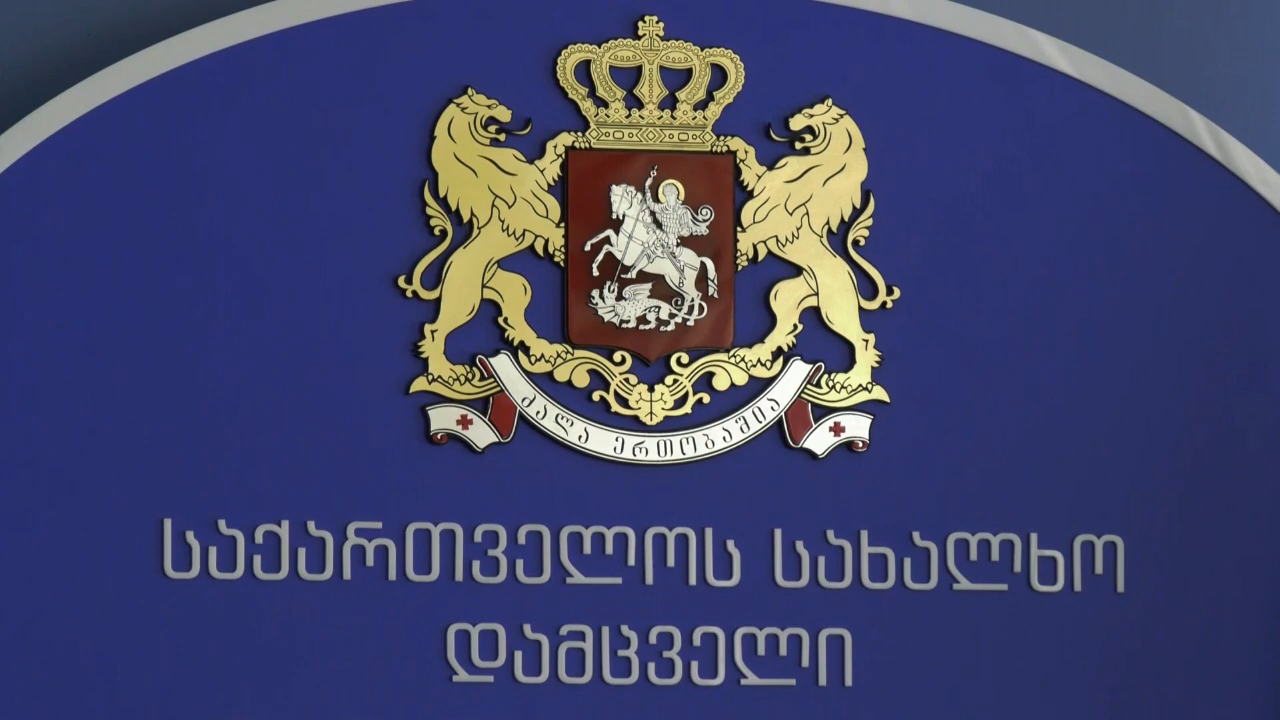 ძალა ერთობაშია
საქართველოს სახალხო
დამცველი